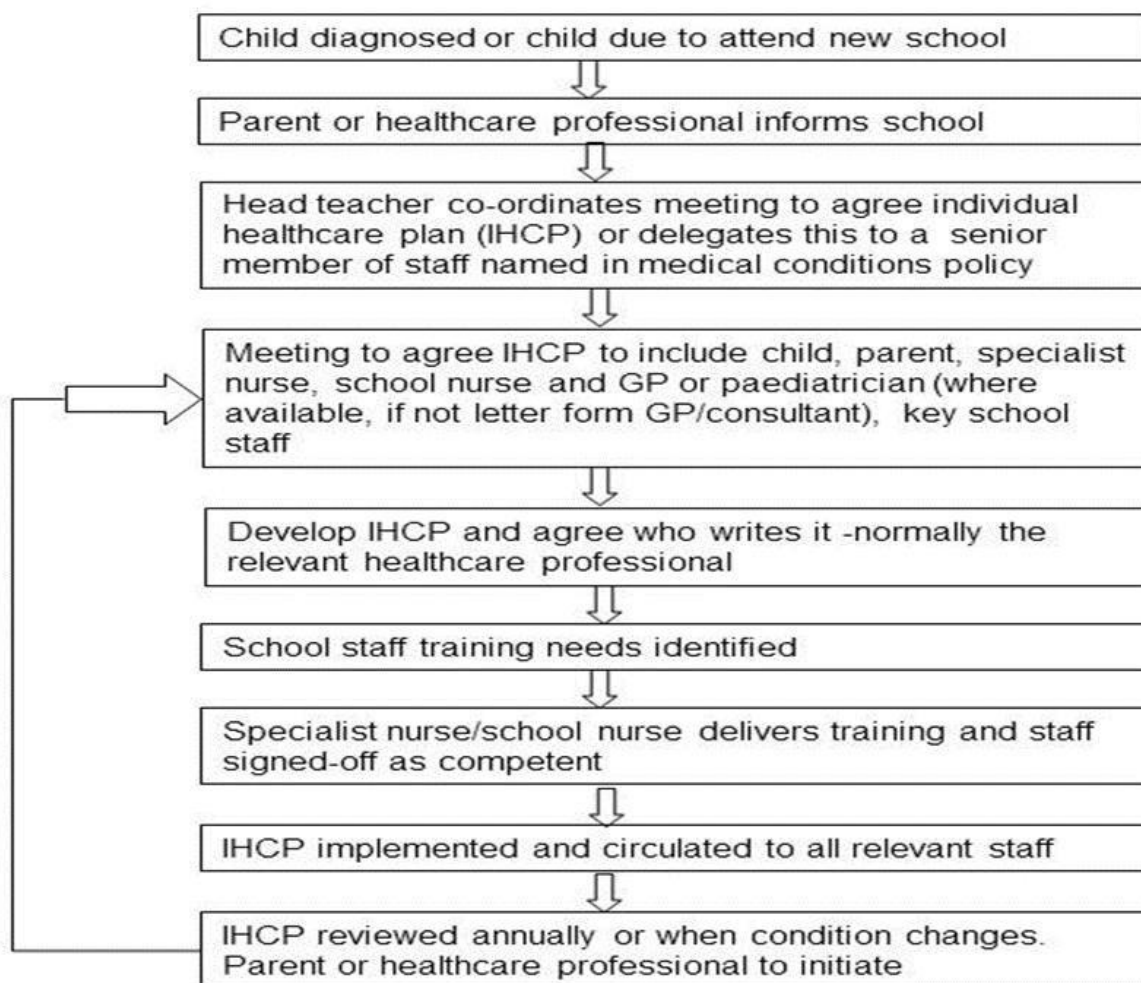 Child diagnosed or child due to attend new school
Parent or healthcare professional informs school
Head teacher co-ordinates meeting to agree individual
healthcare plan (IHCP) or delegates this to a senior
member of staff named in medical conditions policy
Meeting to agree IHCP to include child, parent, specialist
nurse, school nurse and GP or paediatrician (where
available, if not letter form GP/consultant), key school
staff
Develop IHCP and agree who writes it -normally the
relevant healthcare professional
School staff training needs identified
Specialist nurse/school nurse delivers training and staff
signed-off as competent
IHCP implemented and circulated to all relevant staff
IHCP reviewed annually or when condition changes.
Parent or healthcare professional to initiate